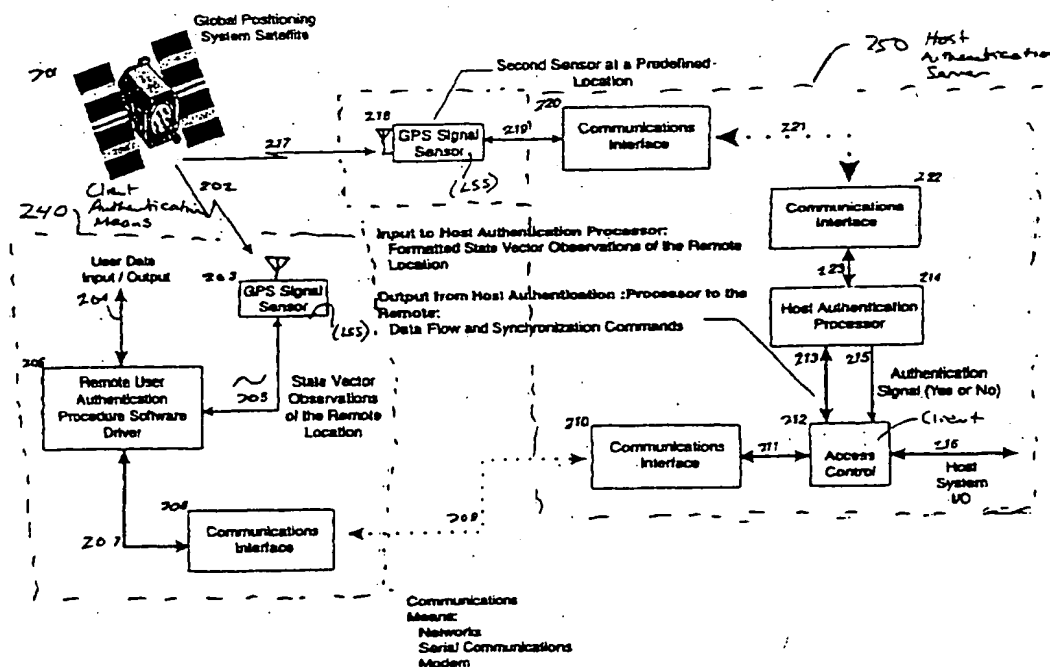 Global Positioning
System Satellite
250 Host
Authentication
Server
Second Sensor at a Predefined
Location
218
GPS Signal
Sensor
(LSS)
219
220
Communications
Interface
221
217
202
Client
Authentication
Means
240
222
Communications
Interface
223
Input to Host Authentication Processor:
Formatted State Vector Observations of the Remote
Location
User Data
Input / Output
204
203
GPS Signal
Sensor
(LSS)
Output from Host Authentication :Processor to the
Remote:
Data Flow and Synchronization Commands
214
Host Authentication
Processor
213
215
Authentication
Signal (Yes or No)
Client
206
Remote User
Authentication
Procedure Software
Driver
205
State Vector
Observations
of the Remote
Location
210
Communications
Interface
211
212
Access
Control
216
Host
System
I/O
208
Communications
Interface
207
209
Communications
Means:
Networks
Serial Communications
Modem